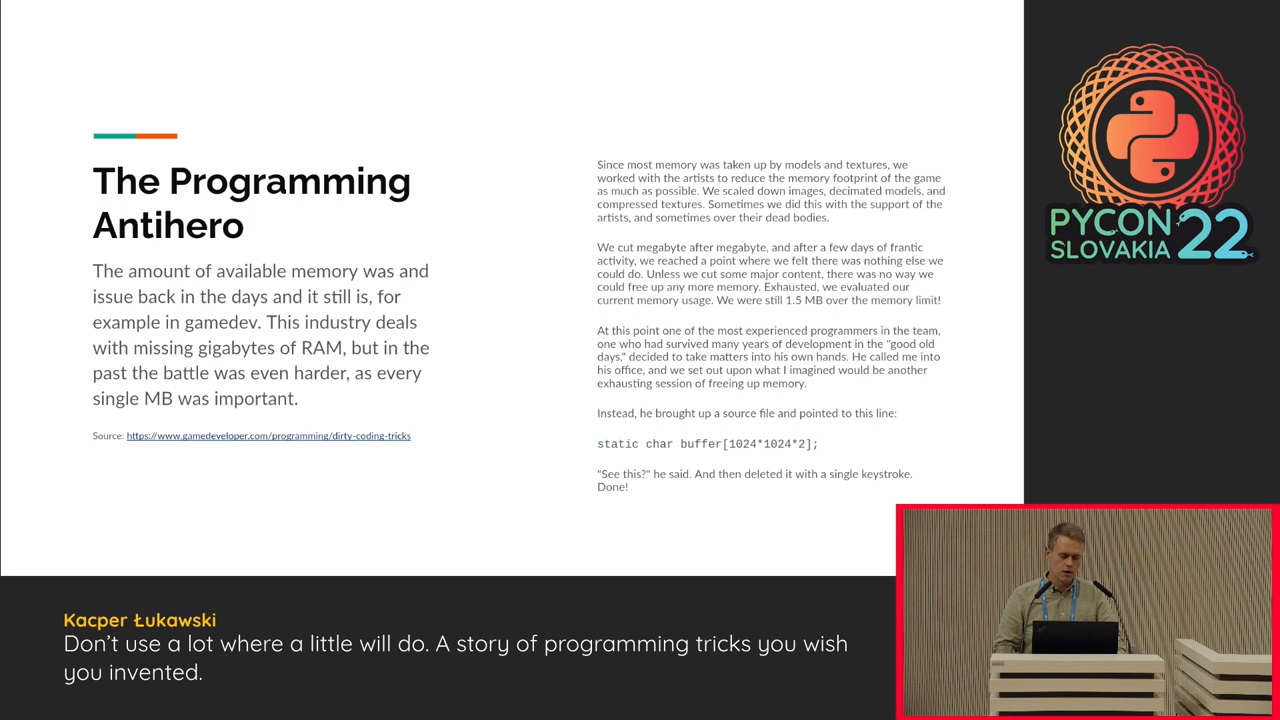 The Programming
Antihero
The amount of available memory was and
issue back in the days and it still is, for
example in gamedev. This industry deals
with missing gigabytes of RAM, but in the
past the battle was even harder, as every
single MB was important.
Source: https://www.gamedeveloper.com/programming/dirty-coding-tricks
Since most memory was taken up by models and textures, we
worked with the artists to reduce the memory footprint of the game
as much as possible. We scaled down images, decimated models, and
compressed textures. Sometimes we did this with the support of the
artists, and sometimes over their dead bodies.
We cut megabyte after megabyte, and after a few days of frantic
activity, we reached a point where we felt there was nothing else we
could do. Unless we cut some major content, there was no way we
could free up any more memory. Exhausted, we evaluated our
current memory usage. We were still 1.5 MB over the memory limit!
At this point one of the most experienced programmers in the team,
one who had survived many years of development in the "good old
days," decided to take matters into his own hands. He called me into
his office, and we set out upon what I imagined would be another
exhausting session of freeing up memory.
Instead, he brought up a source file and pointed to this line:
static char buffer[1024*1024*2];
"See this?" he said. And then deleted it with a single keystroke.
Done!
PYCON 22
SLOVAKIA
Kacper Łukawski
Don't use a lot where a little will do. A story of programming tricks you wish
you invented.